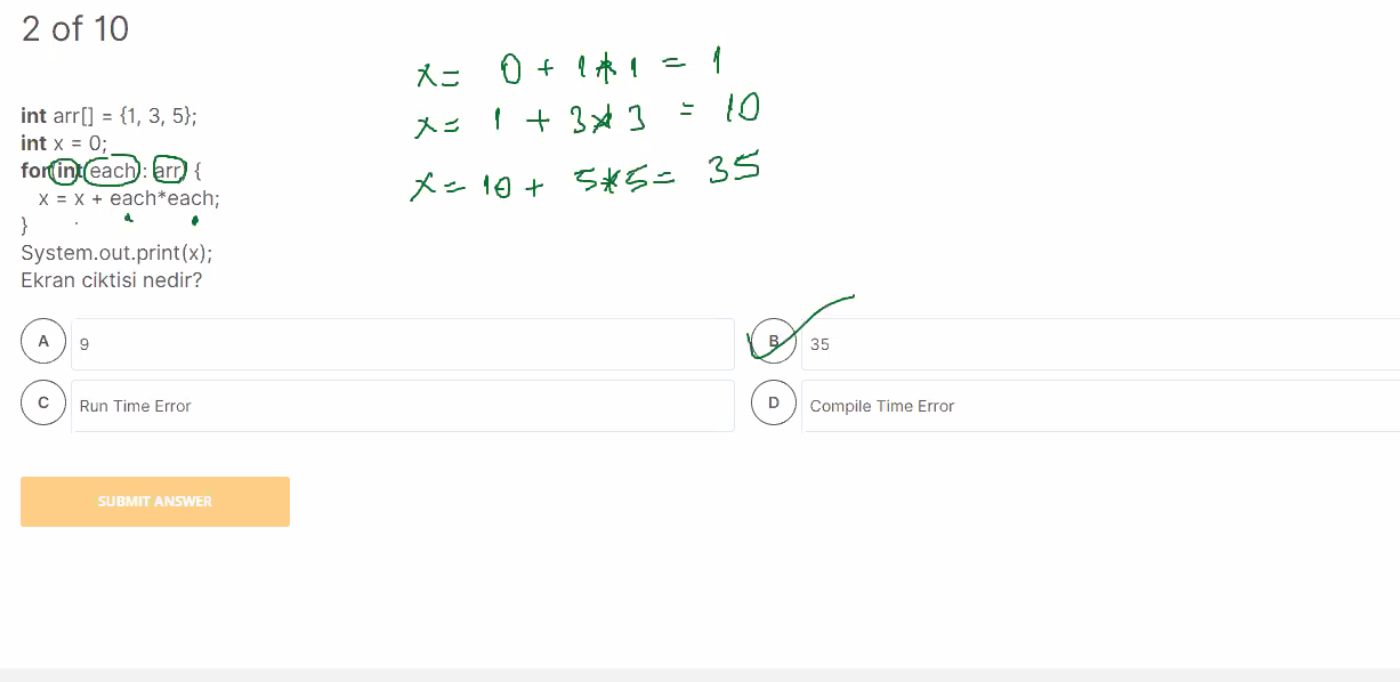 2 of 10
x = 0 + 1 * 1 = 1
x = 1 + 3 * 3 = 10
x = 10 + 5 * 5 = 35
int arr[] = {1, 3, 5};
int x = 0;
for(int each : arr) {
x = x + each*each;
}
System.out.print(x);
Ekran ciktisi nedir?
A 9
B 35
C Run Time Error
D Compile Time Error
SUBMIT ANSWER